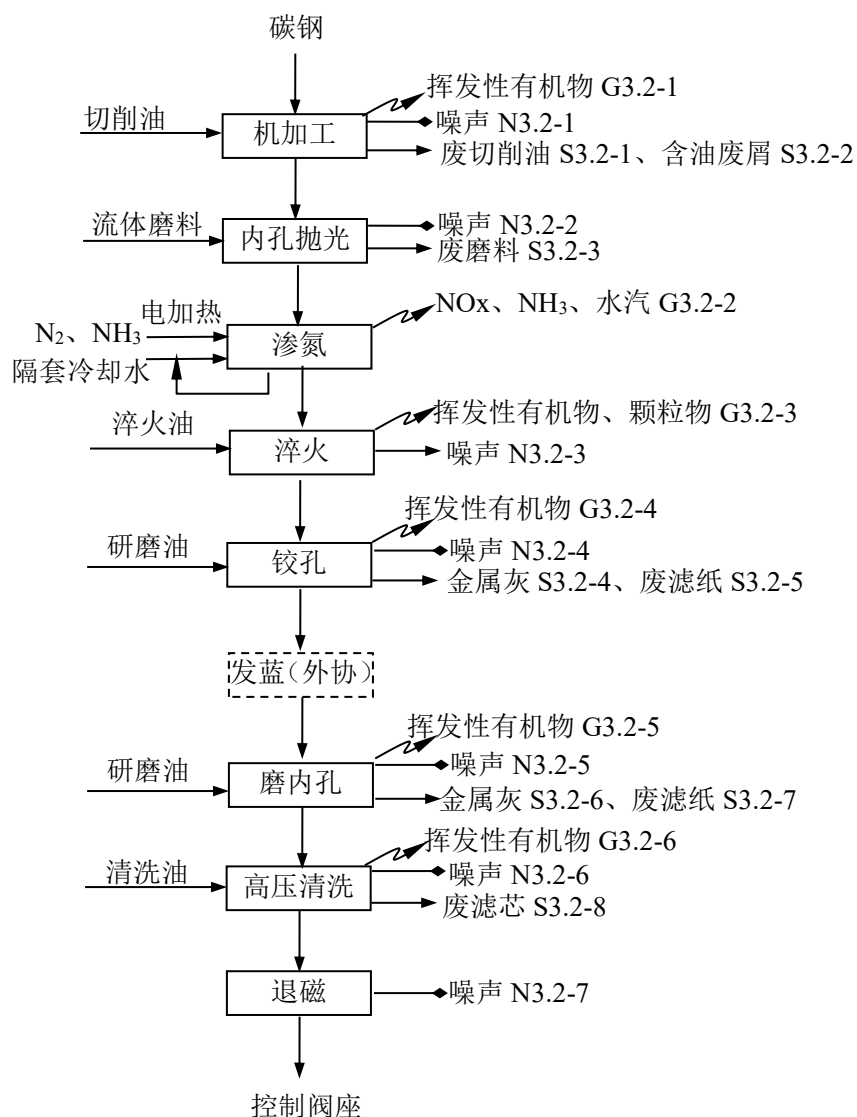 碳钢
挥发性有机物 G3.2-1
切削油
机加工
噪声 N3.2-1
废切削油 S3.2-1、含油废屑 S3.2-2
流体磨料
内孔抛光
噪声 N3.2-2
废磨料 S3.2-3
电加热
NOx、NH₃、水汽 G3.2-2
N₂、NH₃
渗氮
隔套冷却水
挥发性有机物、颗粒物 G3.2-3
淬火油
淬火
噪声 N3.2-3
挥发性有机物 G3.2-4
研磨油
铰孔
噪声 N3.2-4
金属灰 S3.2-4、废滤纸 S3.2-5
发蓝（外协）
挥发性有机物 G3.2-5
研磨油
磨内孔
噪声 N3.2-5
金属灰 S3.2-6、废滤纸 S3.2-7
挥发性有机物 G3.2-6
清洗油
高压清洗
噪声 N3.2-6
废滤芯 S3.2-8
退磁
噪声 N3.2-7
控制阀座